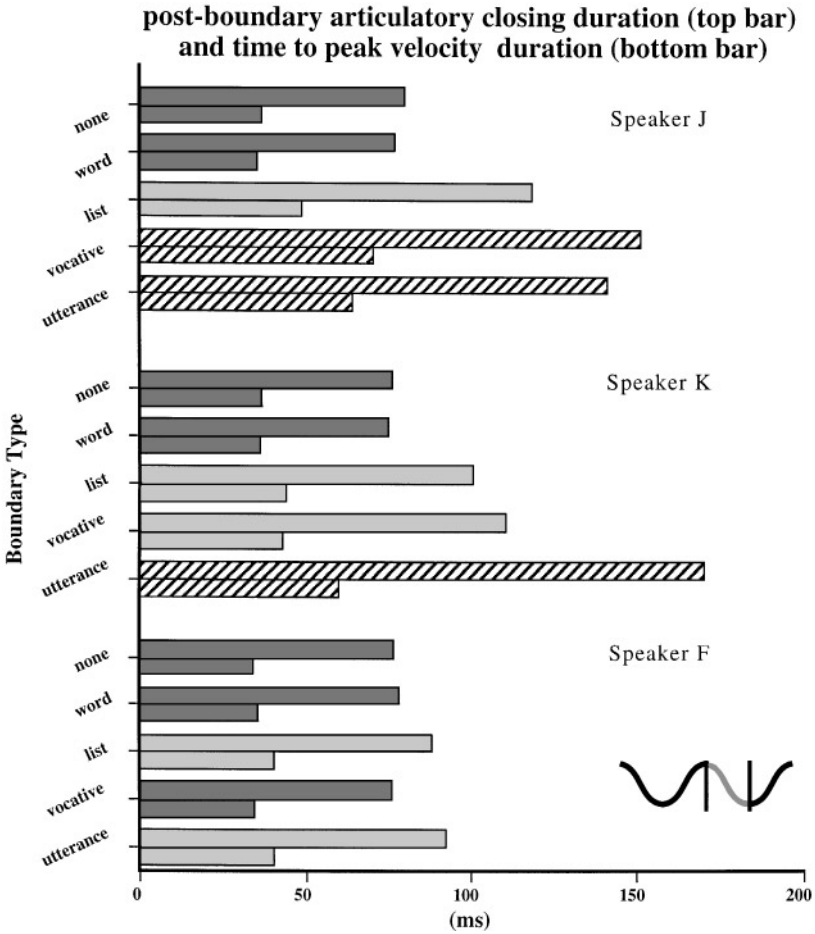 post-boundary articulatory closing duration (top bar)
and time to peak velocity duration (bottom bar)
Speaker J
none
word
list
vocative
utterance
Speaker K
none
word
list
vocative
utterance
Boundary Type
Speaker F
none
word
list
vocative
utterance
0 50 100 150 200
(ms)